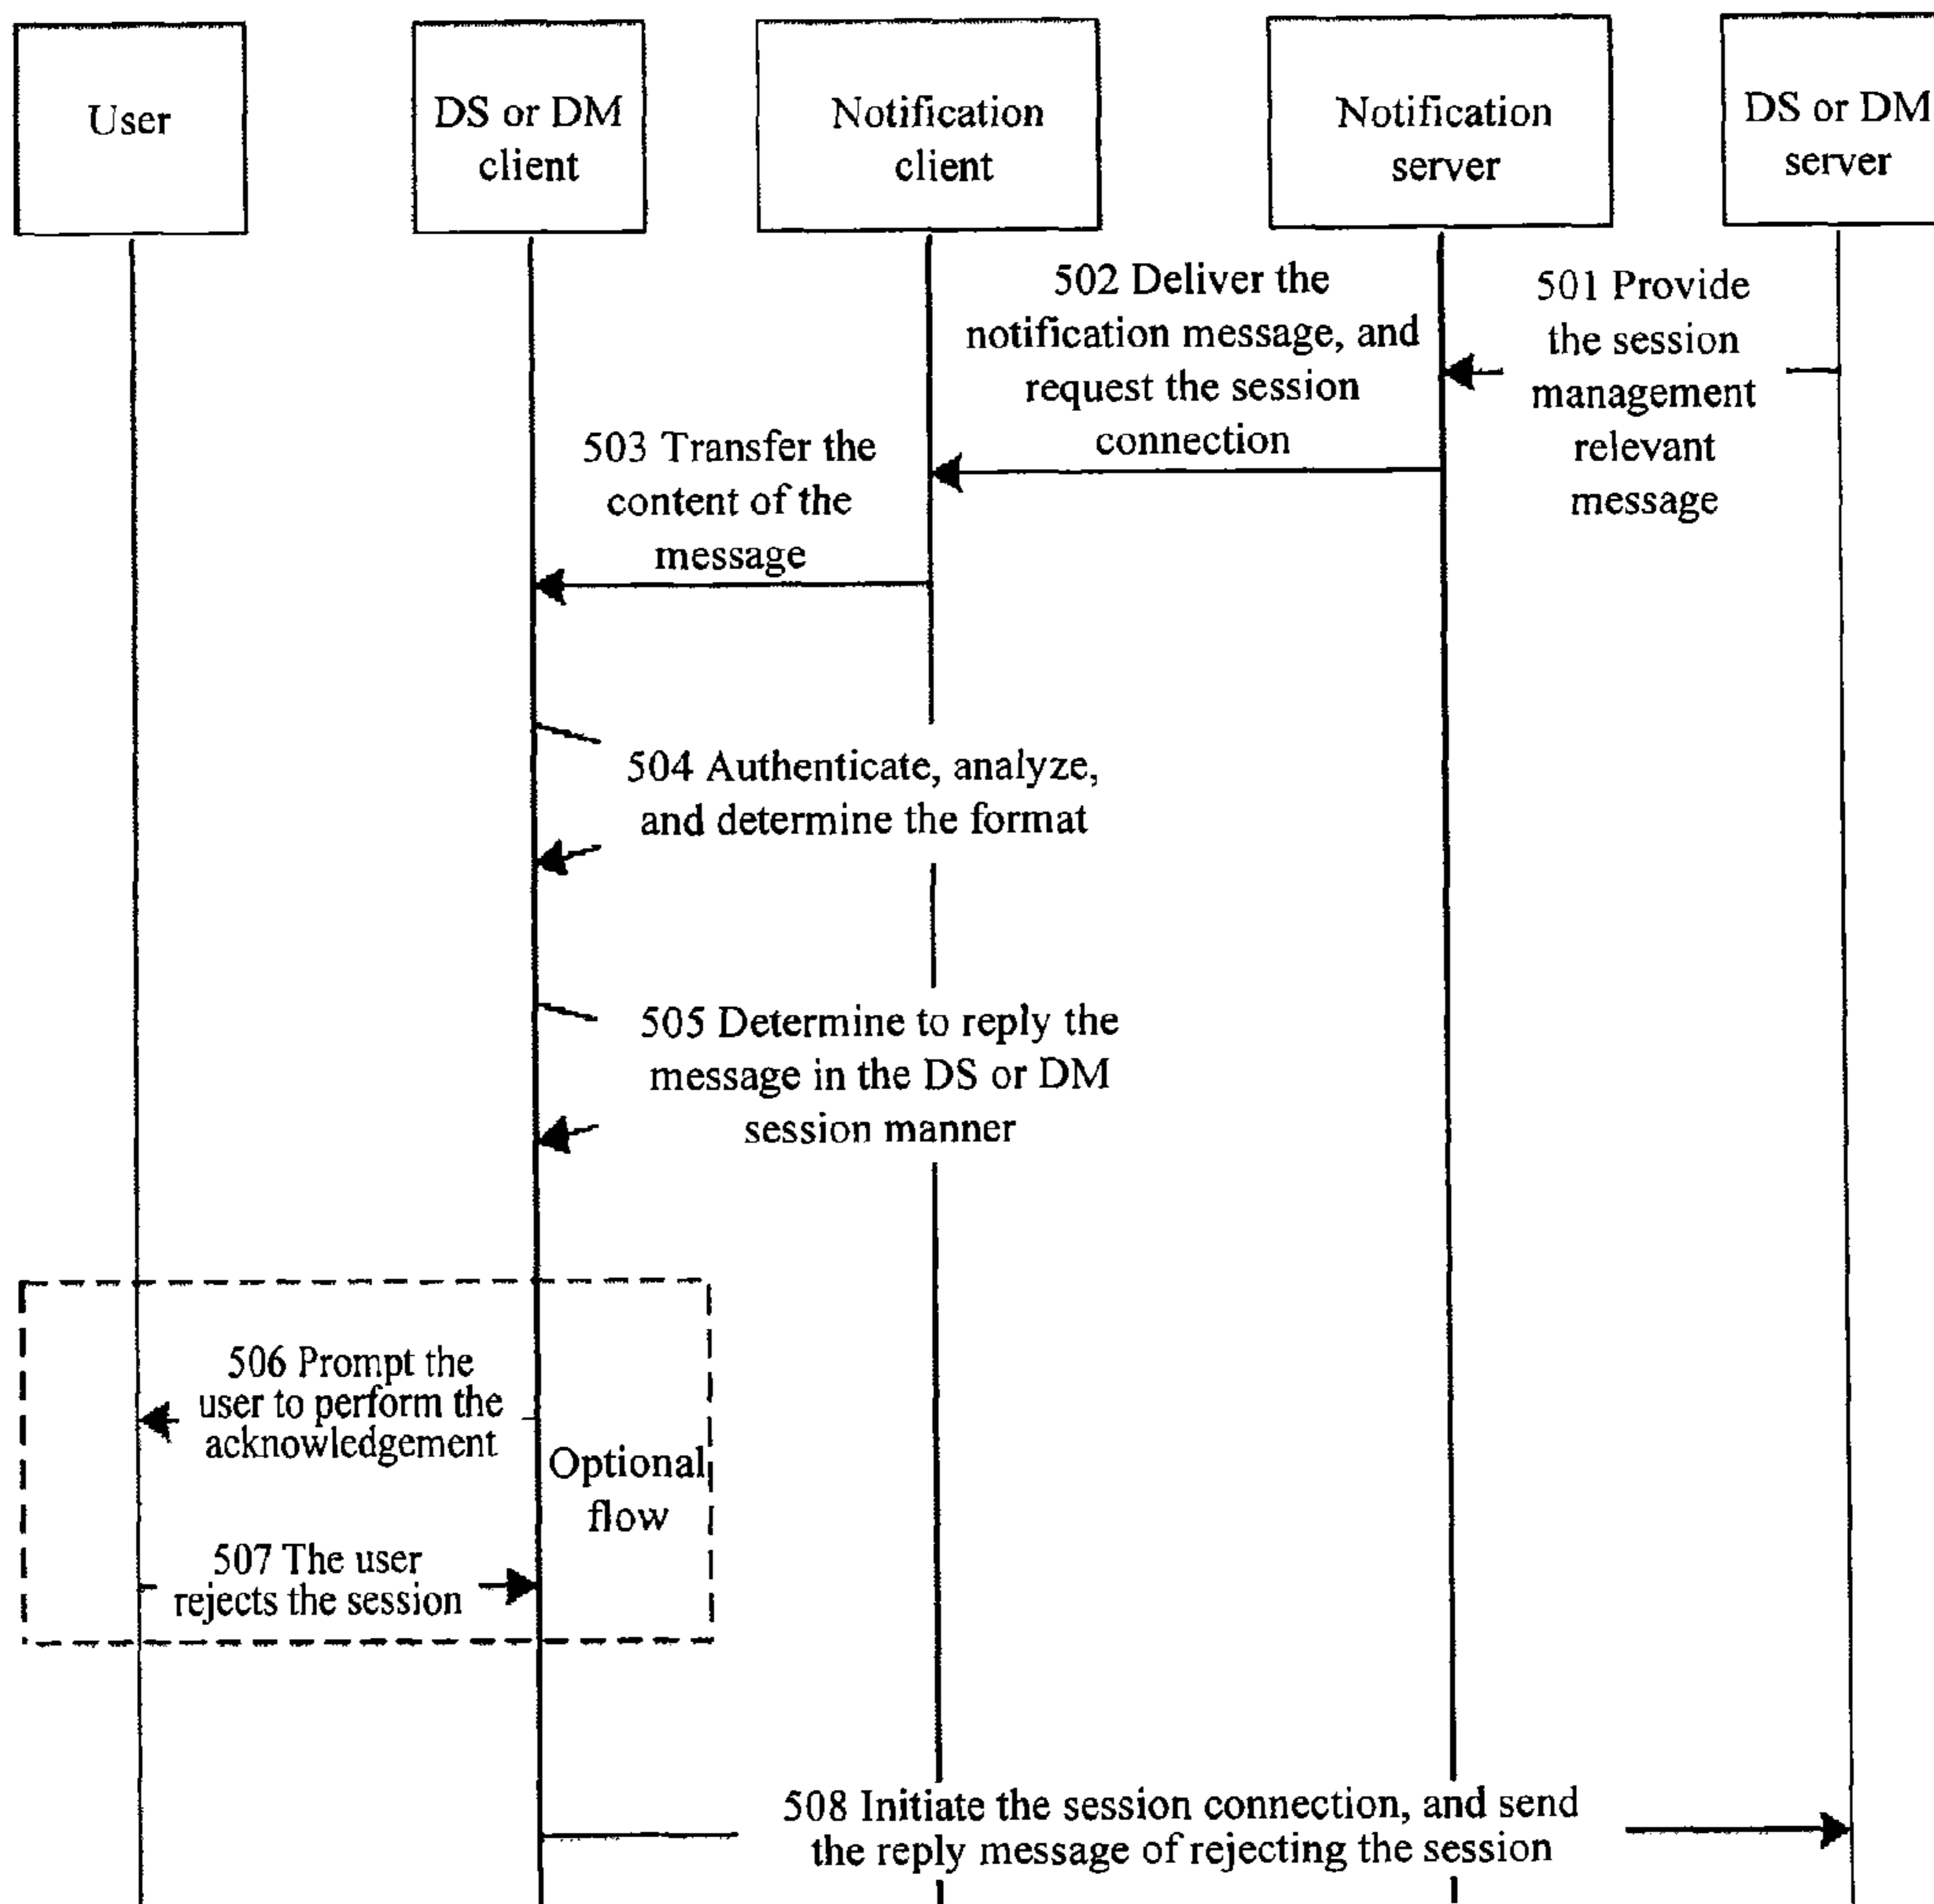 User
DS or DM
client
Notification
client
Notification
server
DS or DM
server
501 Provide
the session
management
relevant
message
502 Deliver the
notification message, and
request the session
connection
503 Transfer the
content of the
message
504 Authenticate, analyze,
and determine the format
505 Determine to reply the
message in the DS or DM
session manner
506 Prompt the
user to perform the
acknowledgement
Optional
flow
507 The user
rejects the session
508 Initiate the session connection, and send
the reply message of rejecting the session